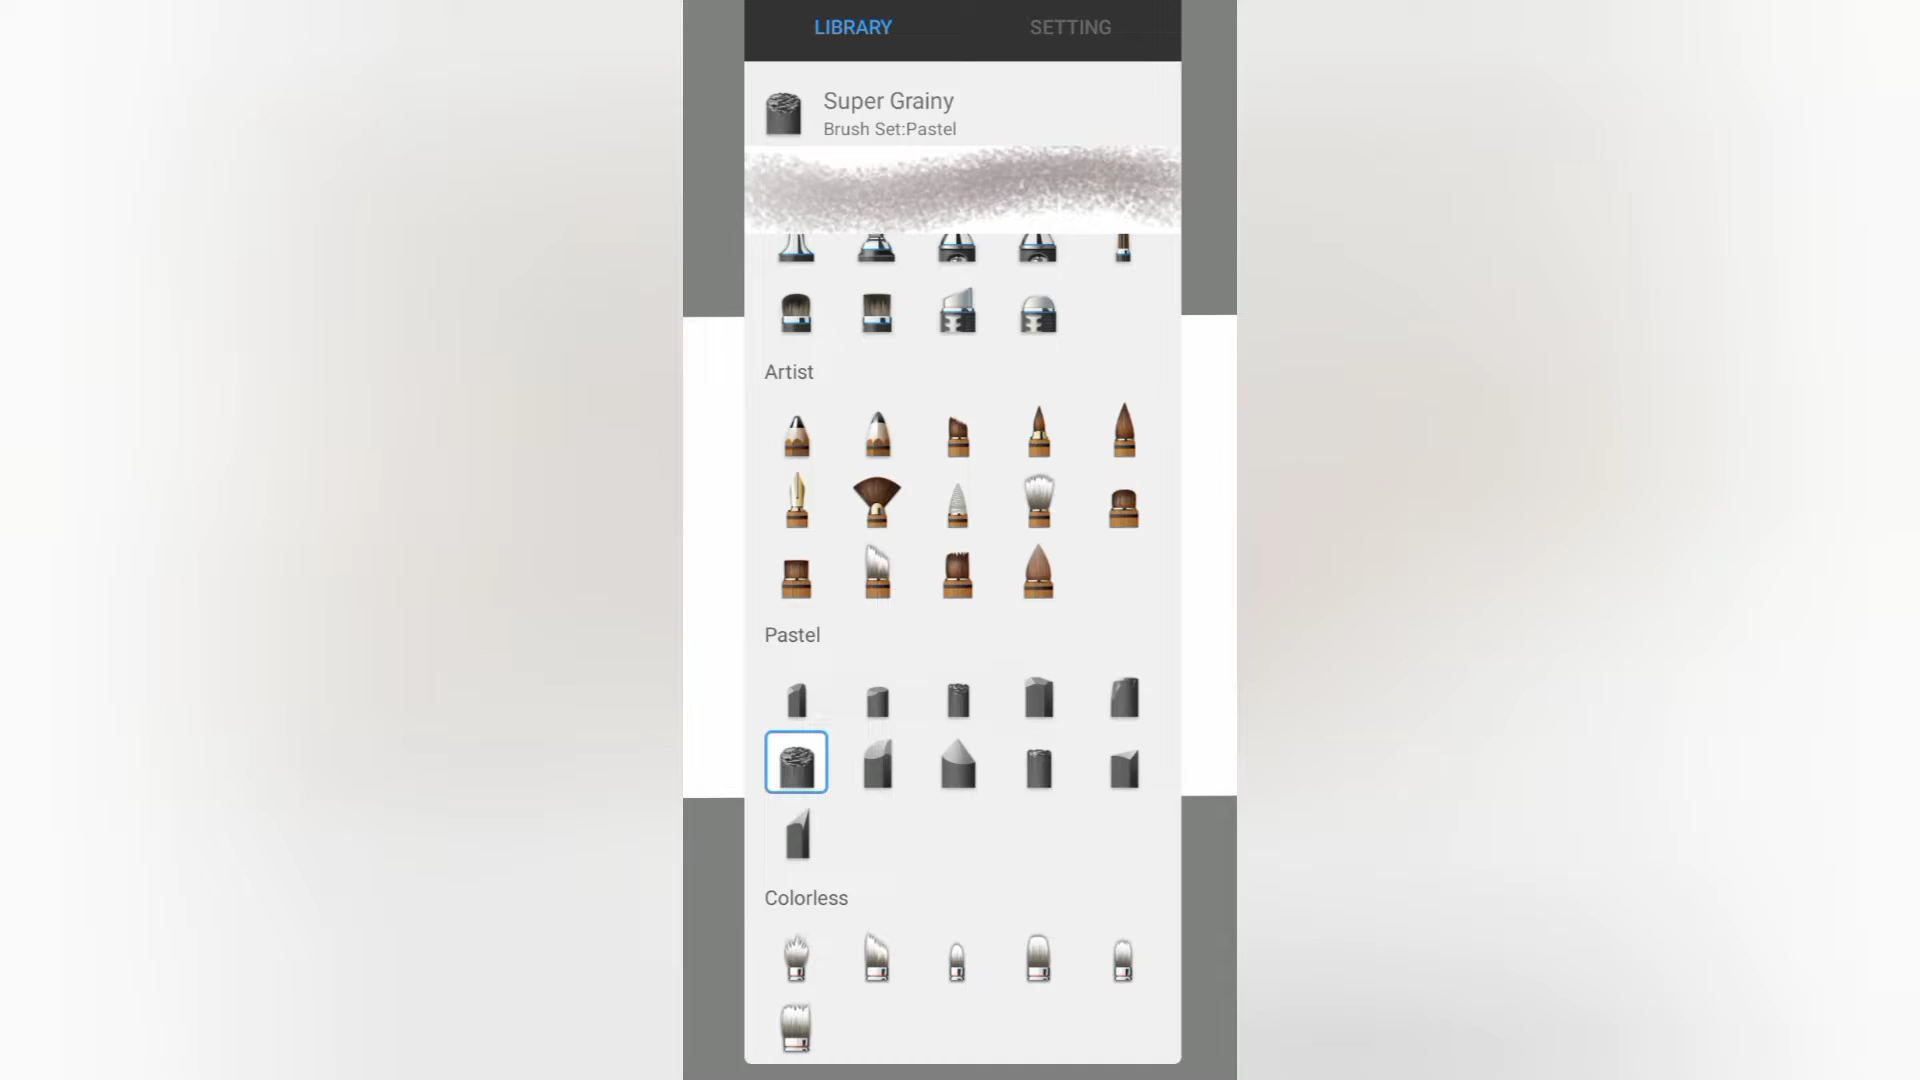 LIBRARY
SETTING
Super Grainy
Brush Set:Pastel
Artist
Pastel
Colorless